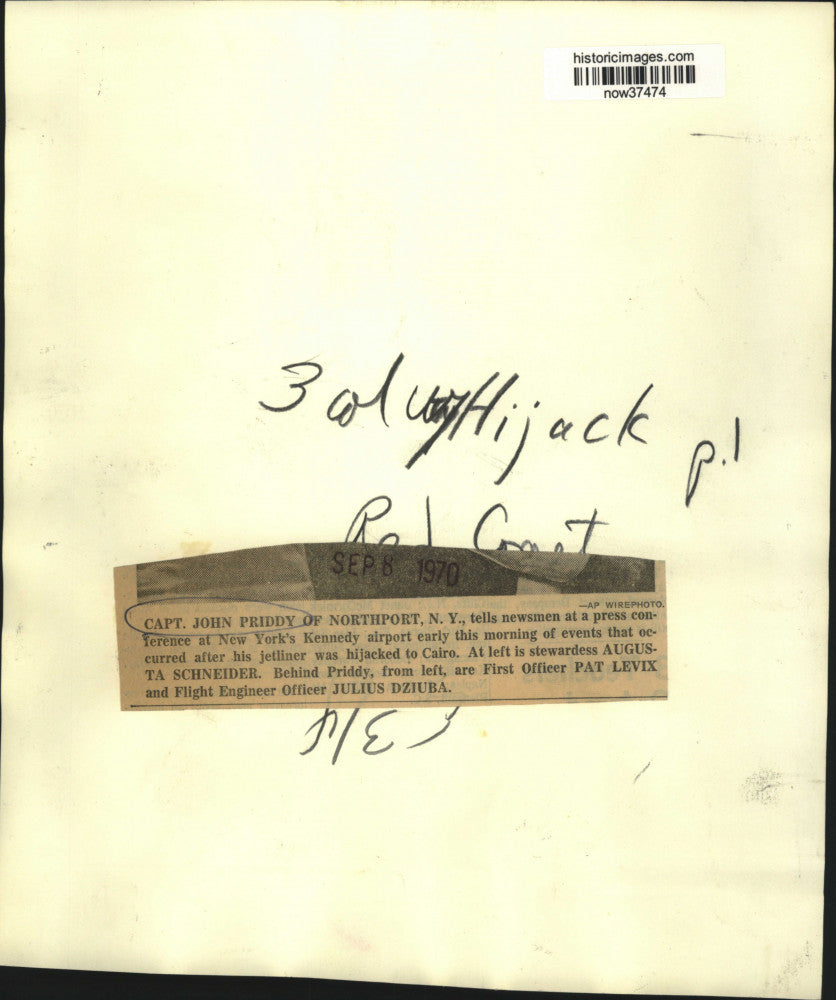 historicimages.com
now37474
3 col Hijack
p.1
SEP 8 1970
—AP WIREPHOTO.
CAPT. JOHN PRIDDY OF NORTHPORT, N. Y., tells newsmen at a press con-
ference at New York's Kennedy airport early this morning of events that oc-
curred after his jetliner was hijacked to Cairo. At left is stewardess AUGUS-
TA SCHNEIDER. Behind Priddy, from left, are First Officer PAT LEVIX
and Flight Engineer Officer JULIUS DZIUBA.